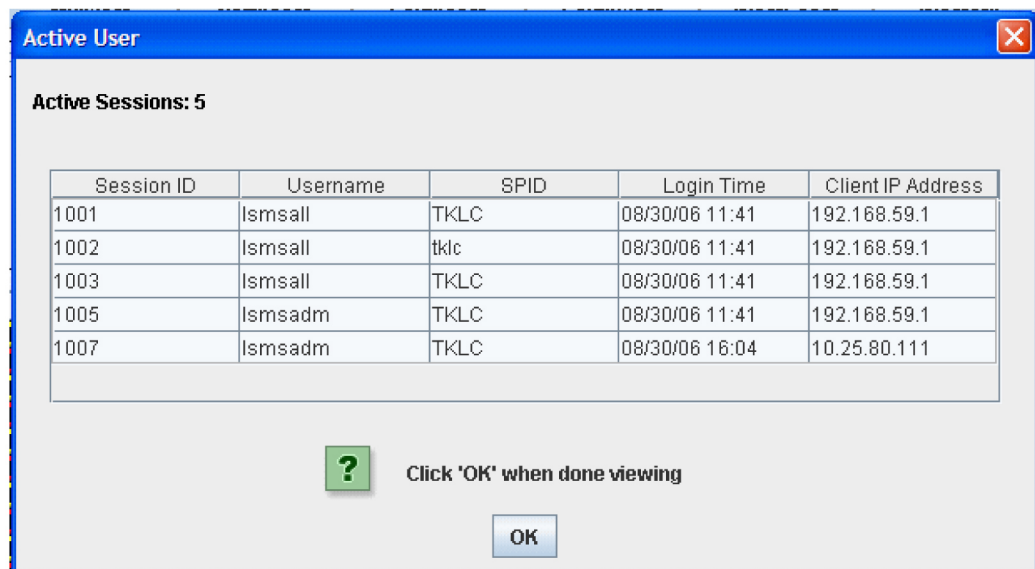 Active User
Active Sessions: 5
Session ID Username SPID Login Time Client IP Address
1001 lsmsall TKLC 08/30/06 11:41 192.168.59.1
1002 lsmsall tklc 08/30/06 11:41 192.168.59.1
1003 lsmsall TKLC 08/30/06 11:41 192.168.59.1
1005 lsmsadm TKLC 08/30/06 11:41 192.168.59.1
1007 lsmsadm TKLC 08/30/06 16:04 10.25.80.111
?
Click 'OK' when done viewing
OK